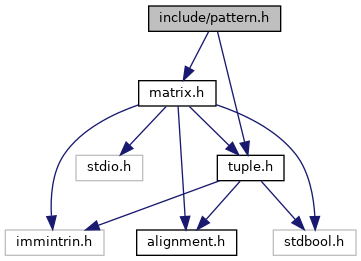 include/pattern.h
matrix.h
stdio.h
tuple.h
immintrin.h
alignment.h
stdbool.h